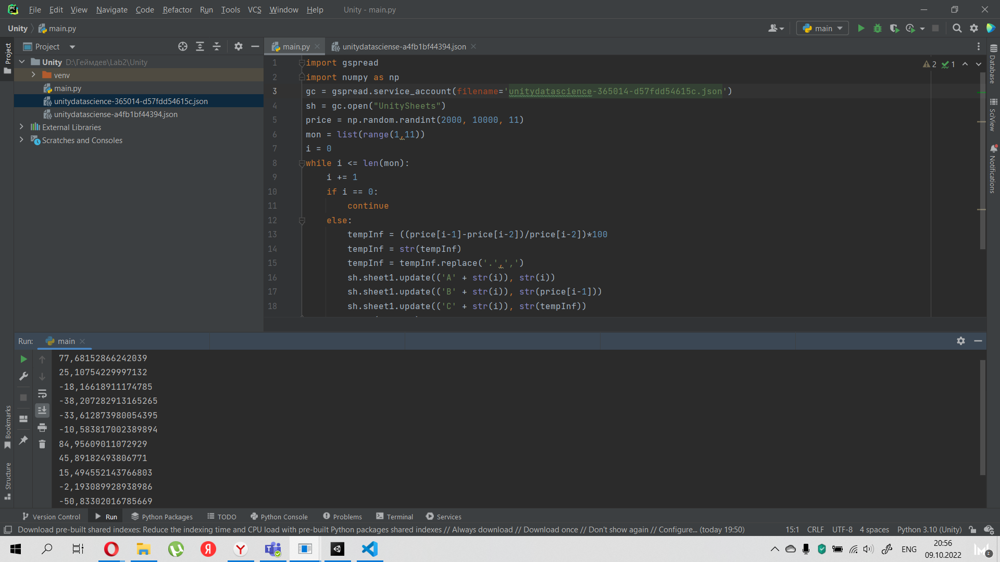 File Edit View Navigate Code Refactor Run Tools VCS Window Help Unity - main.py
Unity main.py
main
Project
Project
main.py
unitydatasciense-a4fb1bf44394.json
Unity D:\Геймдев\Lab2\Unity
venv
main.py
unitydatascience-365014-d57fdd54615c.json
unitydatasciense-a4fb1bf44394.json
External Libraries
Scratches and Consoles
2 1
1 import gspread
2 import numpy as np
3 gc = gspread.service_account(filename='unitydatascience-365014-d57fdd54615c.json')
4 sh = gc.open("UnitySheets")
5 price = np.random.randint(2000, 10000, 11)
6 mon = list(range(1,11))
7 i = 0
8 while i <= len(mon):
9 i += 1
10 if i == 0:
11 continue
12 else:
13 tempInf = ((price[i-1]-price[i-2])/price[i-2])*100
14 tempInf = str(tempInf)
15 tempInf = tempInf.replace('.',',')
16 sh.sheet1.update(('A' + str(i)), str(i))
17 sh.sheet1.update(('B' + str(i)), str(price[i-1]))
18 sh.sheet1.update(('C' + str(i)), str(tempInf))
Database
SciView
Notifications
Run: main
77,68152866242039
25,10754229997132
-18,16618911174785
-38,207282913165265
-33,612873980054395
-10,583817002389894
84,95609011072929
45,89182493806771
15,494552143766803
-2,193089928938986
-50,83302016785669
Bookmarks
Structure
Version Control Run Python Packages TODO Python Console Problems Terminal Services
Download pre-built shared indexes: Reduce the indexing time and CPU load with pre-built Python packages shared indexes // Always download // Download once // Don't show again // Configure... (today 19:50) 15:1 CRLF UTF-8 4 spaces Python 3.10 (Unity)
ENG
20:56
09.10.2022
2